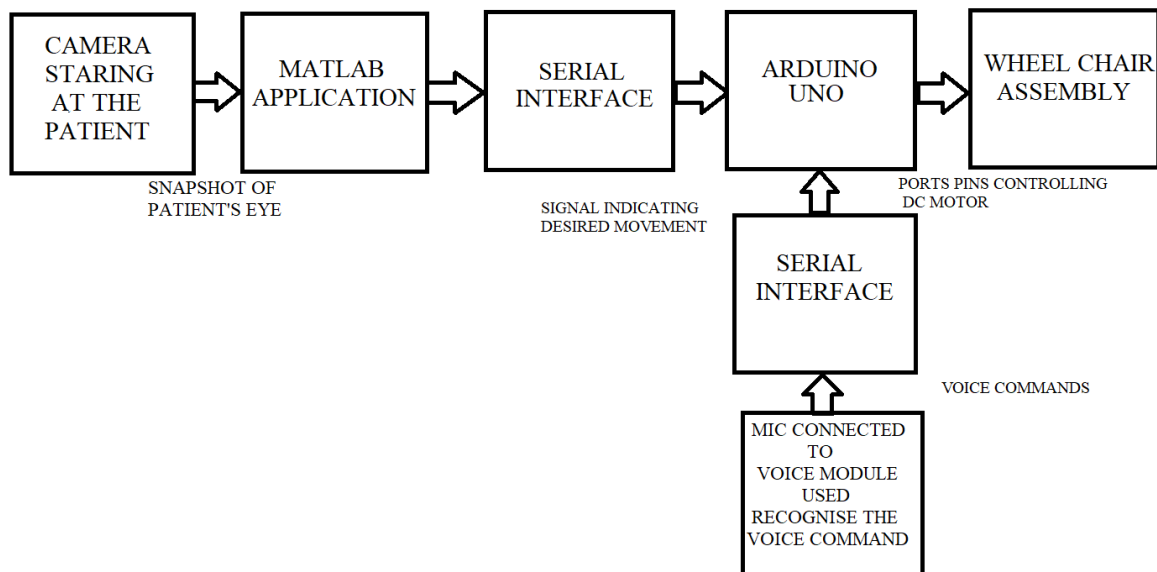 CAMERA
STARING
AT THE
PATIENT
MATLAB
APPLICATION
SERIAL
INTERFACE
ARDUINO
UNO
WHEEL CHAIR
ASSEMBLY
SNAPSHOT OF
PATIENT'S EYE
SIGNAL INDICATING
DESIRED MOVEMENT
PORTS PINS CONTROLLING
DC MOTOR
SERIAL
INTERFACE
VOICE COMMANDS
MIC CONNECTED
TO
VOICE MODULE
USED
RECOGNISE THE
VOICE COMMAND